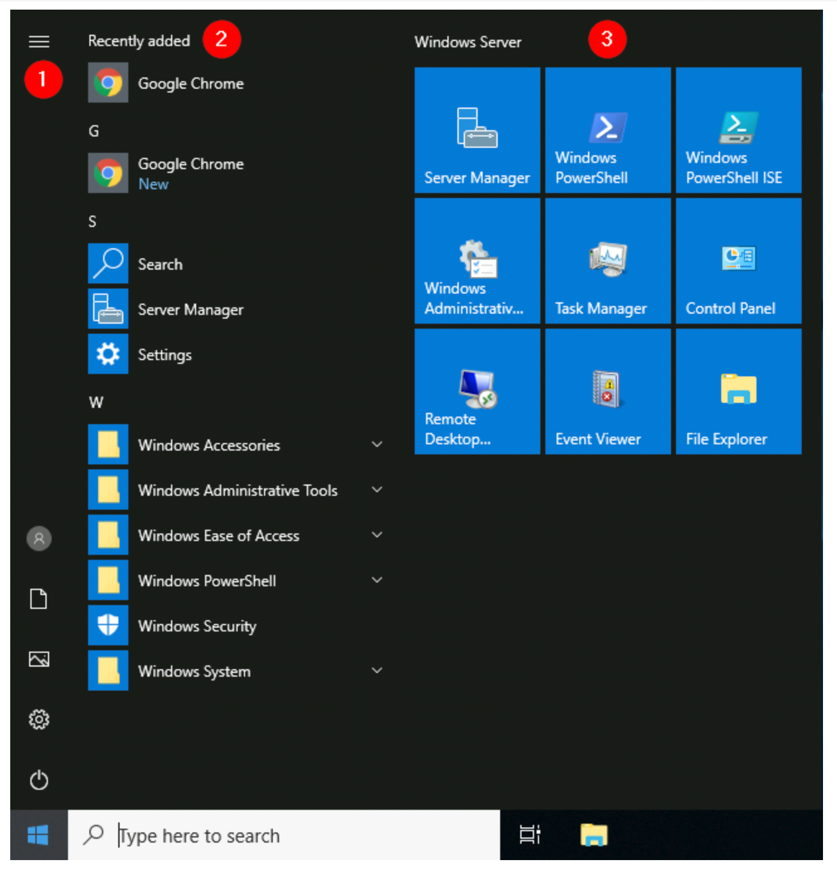 Recently added
2
1
Google Chrome
G
Google Chrome
New
S
Search
Server Manager
Settings
W
Windows Accessories
Windows Administrative Tools
Windows Ease of Access
Windows PowerShell
Windows Security
Windows System
Windows Server
3
Server Manager
Windows
PowerShell
Windows
PowerShell ISE
Windows
Administrativ...
Task Manager
Control Panel
Remote
Desktop...
Event Viewer
File Explorer
Type here to search